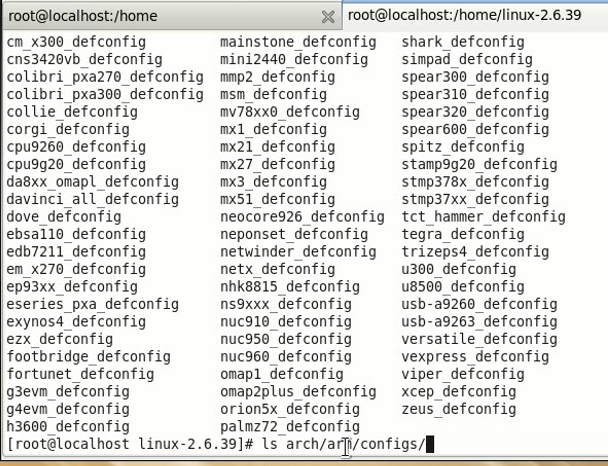 root@localhost:/home root@localhost:/home/linux-2.6.39
cm_x300_defconfig mainstone_defconfig shark_defconfig
cns3420vb_defconfig mini2440_defconfig simpad_defconfig
colibri_pxa270_defconfig mmp2_defconfig spear300_defconfig
colibri_pxa300_defconfig msm_defconfig spear310_defconfig
collie_defconfig mv78xx0_defconfig spear320_defconfig
corgi_defconfig mx1_defconfig spear600_defconfig
cpu9260_defconfig mx21_defconfig spitz_defconfig
cpu9g20_defconfig mx27_defconfig stamp9g20_defconfig
da8xx_omapl_defconfig mx3_defconfig stmp378x_defconfig
davinci_all_defconfig mx51_defconfig stmp37xx_defconfig
dove_defconfig neocore926_defconfig tct_hammer_defconfig
ebsa110_defconfig neponset_defconfig tegra_defconfig
edb7211_defconfig netwinder_defconfig trizeps4_defconfig
em_x270_defconfig netx_defconfig u300_defconfig
ep93xx_defconfig nhk8815_defconfig u8500_defconfig
eseries_pxa_defconfig ns9xxx_defconfig usb-a9260_defconfig
exynos4_defconfig nuc910_defconfig usb-a9263_defconfig
ezx_defconfig nuc950_defconfig versatile_defconfig
footbridge_defconfig nuc960_defconfig vexpress_defconfig
fortunet_defconfig omap1_defconfig viper_defconfig
g3evm_defconfig omap2plus_defconfig xcep_defconfig
g4evm_defconfig orion5x_defconfig zeus_defconfig
h3600_defconfig palmz72_defconfig
[root@localhost linux-2.6.39]# ls arch/arm/configs/